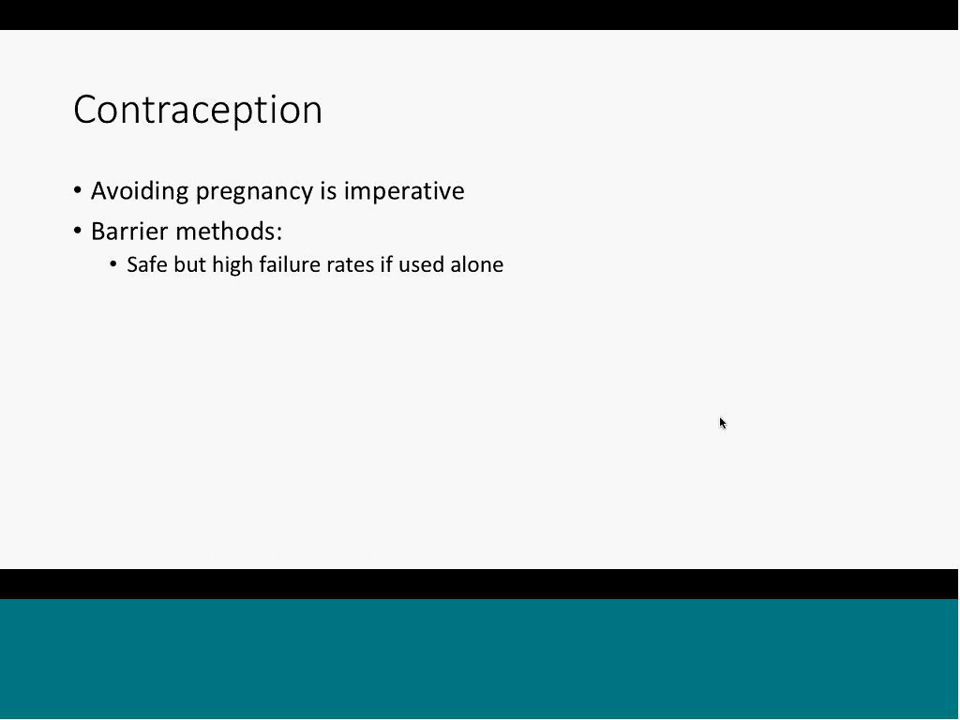 Contraception
• Avoiding pregnancy is imperative
• Barrier methods:
• Safe but high failure rates if used alone